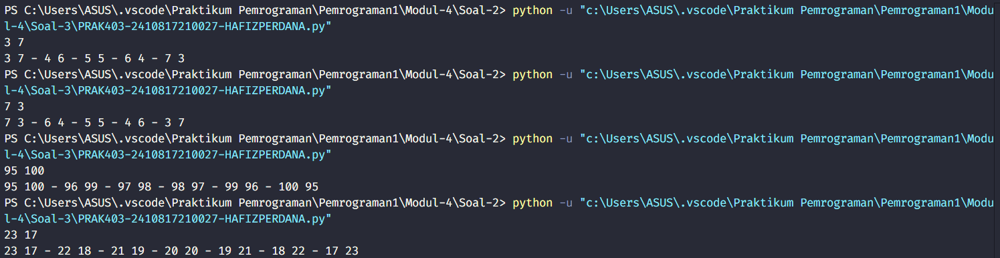 PS C:\Users\ASUS\.vscode\Praktikum Pemrograman\Pemrograman1\Modul-4\Soal-2> python -u "c:\Users\ASUS\.vscode\Praktikum Pemrograman\Pemrograman1\Modu
l-4\Soal-3\PRAK403-2410817210027-HAFIZPERDANA.py"
3 7
3 7 - 4 6 - 5 5 - 6 4 - 7 3
PS C:\Users\ASUS\.vscode\Praktikum Pemrograman\Pemrograman1\Modul-4\Soal-2> python -u "c:\Users\ASUS\.vscode\Praktikum Pemrograman\Pemrograman1\Modu
l-4\Soal-3\PRAK403-2410817210027-HAFIZPERDANA.py"
7 3
7 3 - 6 4 - 5 5 - 4 6 - 3 7
PS C:\Users\ASUS\.vscode\Praktikum Pemrograman\Pemrograman1\Modul-4\Soal-2> python -u "c:\Users\ASUS\.vscode\Praktikum Pemrograman\Pemrograman1\Modu
l-4\Soal-3\PRAK403-2410817210027-HAFIZPERDANA.py"
95 100
95 100 - 96 99 - 97 98 - 98 97 - 99 96 - 100 95
PS C:\Users\ASUS\.vscode\Praktikum Pemrograman\Pemrograman1\Modul-4\Soal-2> python -u "c:\Users\ASUS\.vscode\Praktikum Pemrograman\Pemrograman1\Modu
l-4\Soal-3\PRAK403-2410817210027-HAFIZPERDANA.py"
23 17
23 17 - 22 18 - 21 19 - 20 20 - 19 21 - 18 22 - 17 23